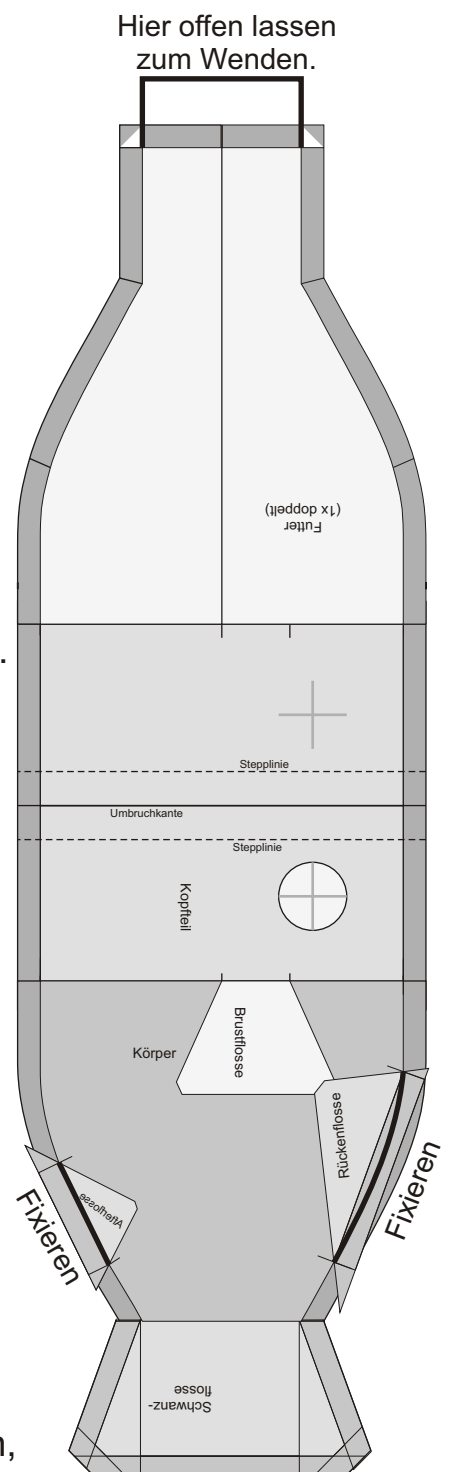 Hier offen lassen
zum Wenden.
Futter
(1x doppelt)
.
Stepplinie
Umbruchkante
Stepplinie
Kopfteil
Brustflosse
Körper
Rückenflosse
Afterflosse
Fixieren
Fixieren
Schwanz-
flosse
n,